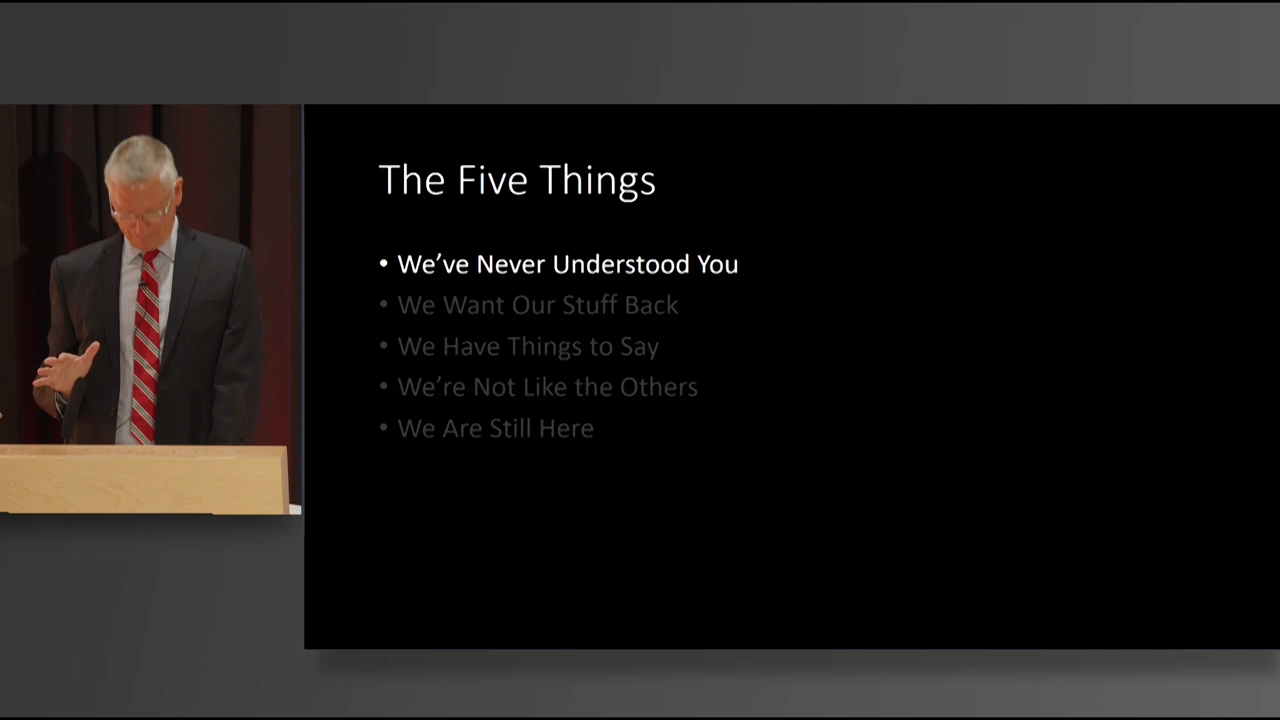 The Five Things
• We've Never Understood You
• We Want Our Stuff Back
• We Have Things to Say
• We're Not Like the Others
• We Are Still Here